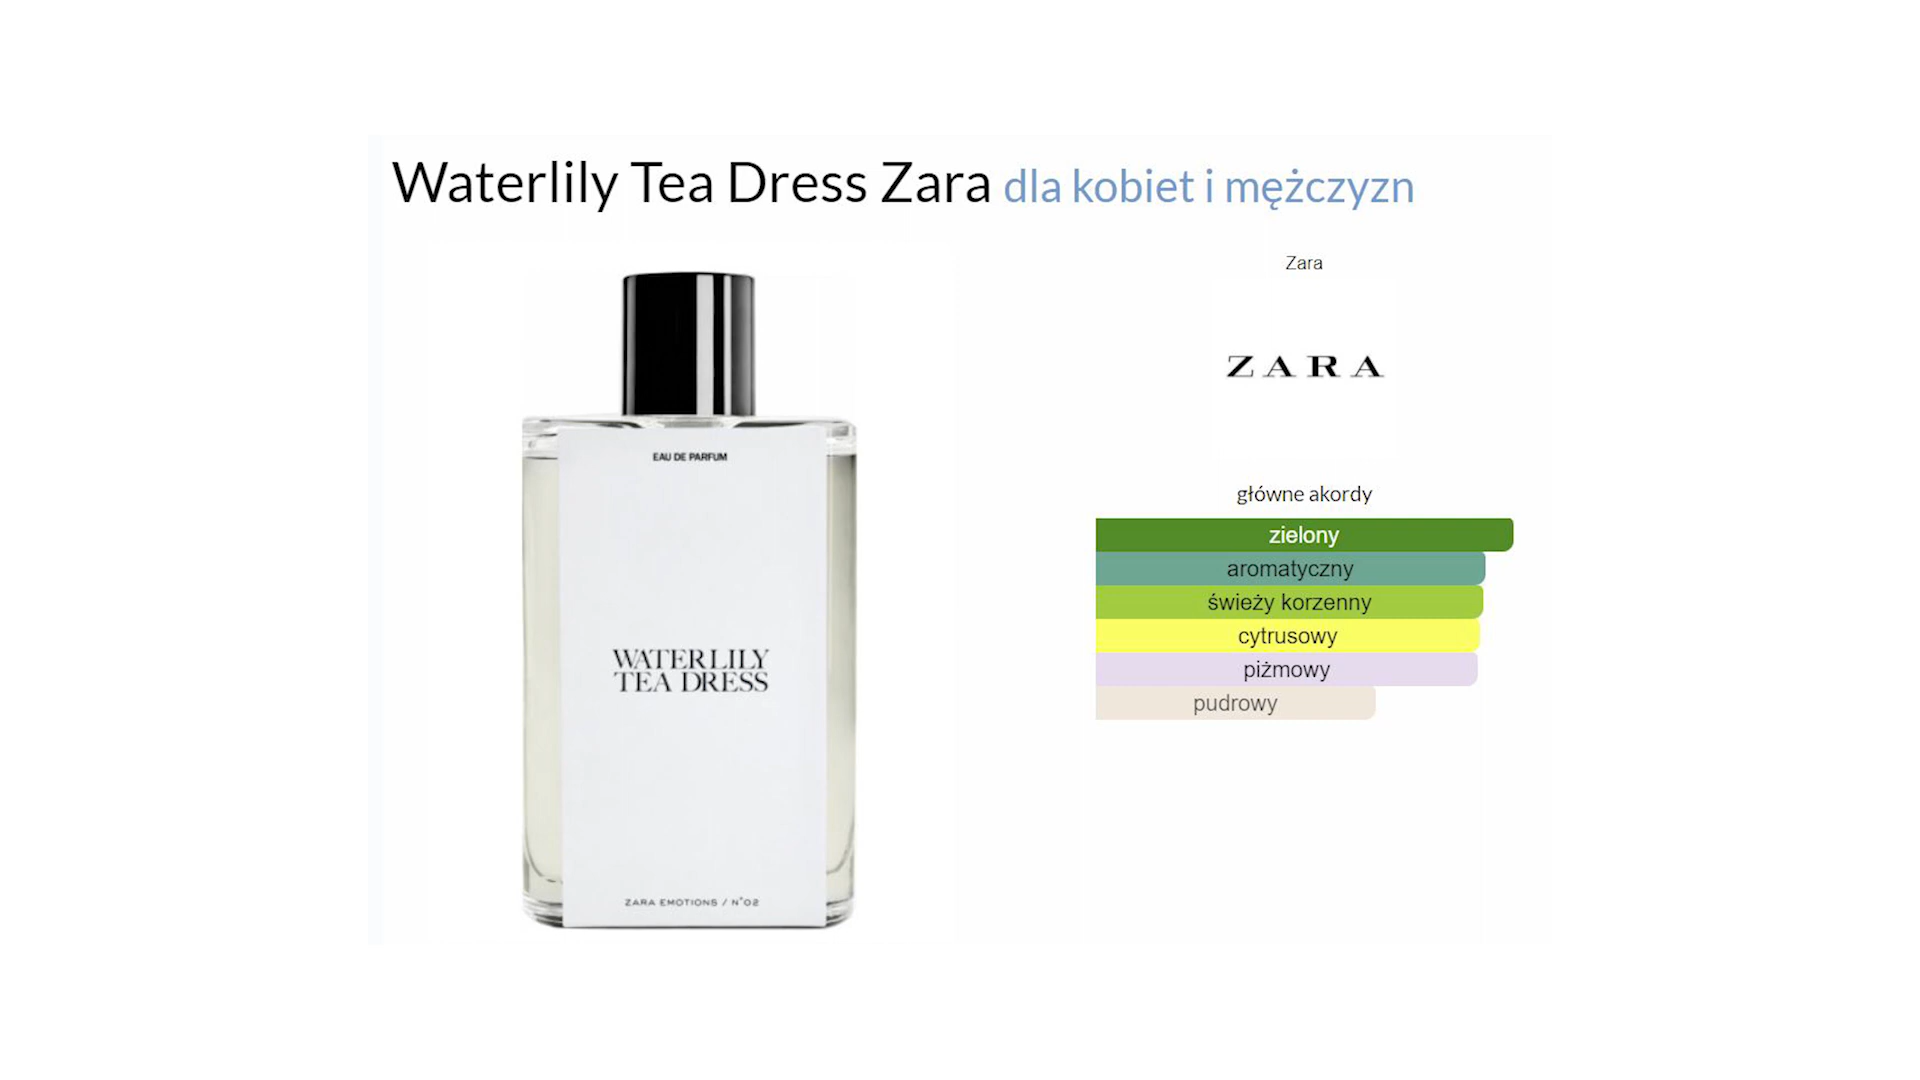 Waterlily Tea Dress Zara dla kobiet i mężczyzn
EAU DE PARFUM
WATERLILY
TEA DRESS
ZARA EMOTIONS / N°02
Zara
ZARA
główne akordy
zielony
aromatyczny
świeży korzenny
cytrusowy
piżmowy
pudrowy